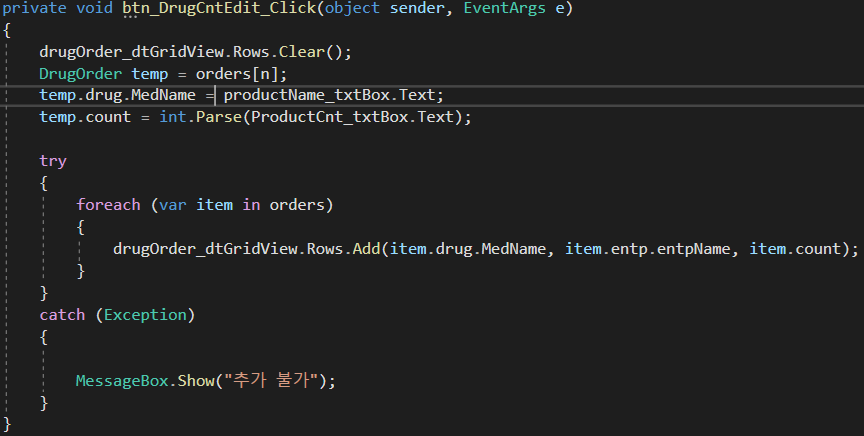 private void btn_DrugCntEdit_Click(object sender, EventArgs e)
{
drugOrder_dtGridView.Rows.Clear();
DrugOrder temp = orders[n];
temp.drug.MedName = productName_txtBox.Text;
temp.count = int.Parse(ProductCnt_txtBox.Text);
try
{
foreach (var item in orders)
{
drugOrder_dtGridView.Rows.Add(item.drug.MedName, item.entp.entpName, item.count);
}
}
catch (Exception)
{
MessageBox.Show("추가 불가");
}
}